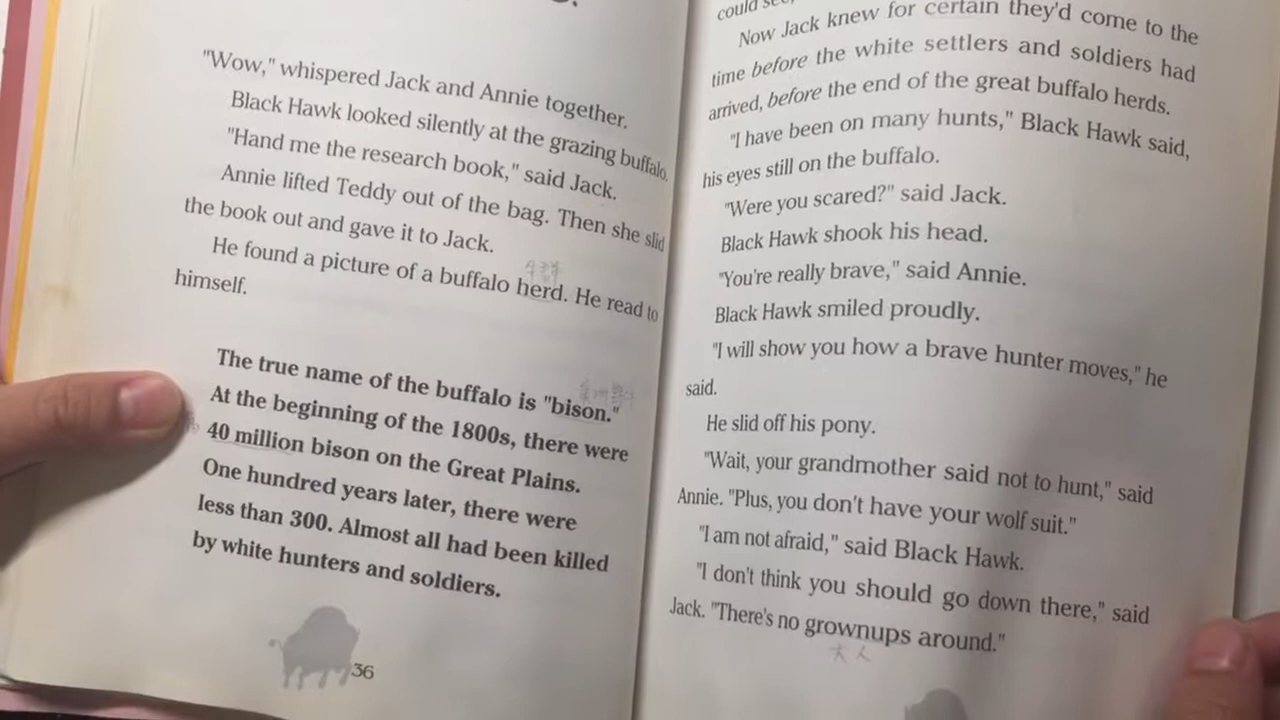 "Wow," whispered Jack and Annie together.
Black Hawk looked silently at the grazing buffalo.
"Hand me the research book," said Jack.
Annie lifted Teddy out of the bag. Then she slid
the book out and gave it to Jack.
牛群
He found a picture of a buffalo herd. He read to
himself.
The true name of the buffalo is "bison."
At the beginning of the 1800s, there were
40 million bison on the Great Plains.
One hundred years later, there were
less than 300. Almost all had been killed
by white hunters and soldiers.
36
could see,
Now Jack knew for certain they'd come to the
time before the white settlers and soldiers had
arrived, before the end of the great buffalo herds.
"I have been on many hunts," Black Hawk said,
his eyes still on the buffalo.
"Were you scared?" said Jack.
Black Hawk shook his head.
"You're really brave," said Annie.
Black Hawk smiled proudly.
"I will show you how a brave hunter moves," he
said.
He slid off his pony.
"Wait, your grandmother said not to hunt," said
Annie. "Plus, you don't have your wolf suit."
"I am not afraid," said Black Hawk.
"I don't think you should go down there," said
Jack. "There's no grownups around."
大人